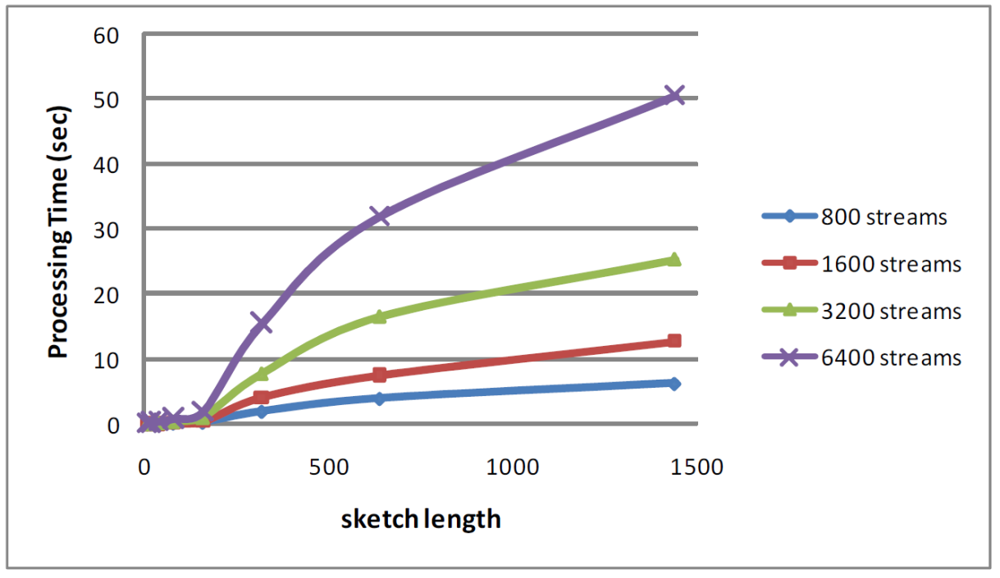 60
50
40
30
20
10
0
Processing Time (sec)
0 500 1000 1500
sketch length
800 streams
1600 streams
3200 streams
6400 streams